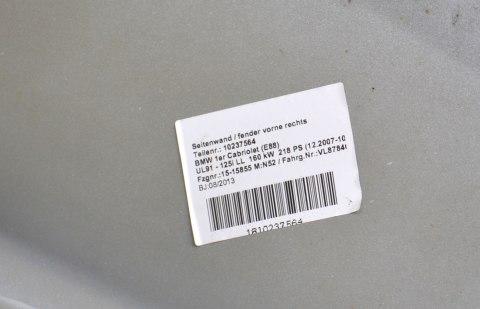 Seitenwand / fender vorne rechts
Teilenr.: 10237564
BMW 1er Cabriolet (E88)
UL91 - 125i LL 160 kW 218 PS (12.2007-10
Fzgnr.:15-15855 M:N52 / Fahrg.Nr.:VL8784
BJ:08/2013
1810237564